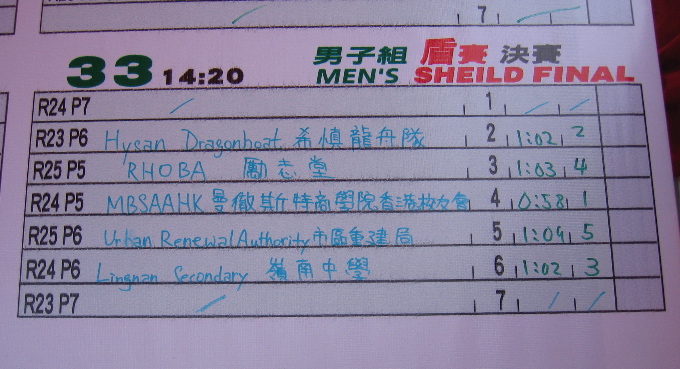 7
33 14:20 男子組 盾賽 決賽
MEN'S SHEILD FINAL
R24 P7 1
R23 P6 Hysan Dragonboat 希慎龍舟隊 2 1:02 2
R25 P5 RHOBA 勵志堂 3 1:03 4
R24 P5 MBSAAHK 曼徹斯特商學院香港校友會 4 0:58 1
R25 P6 Urban Renewal Authority 市區重建局 5 1:09 5
R24 P6 Lingnan Secondary 嶺南中學 6 1:02 3
R23 P7 7